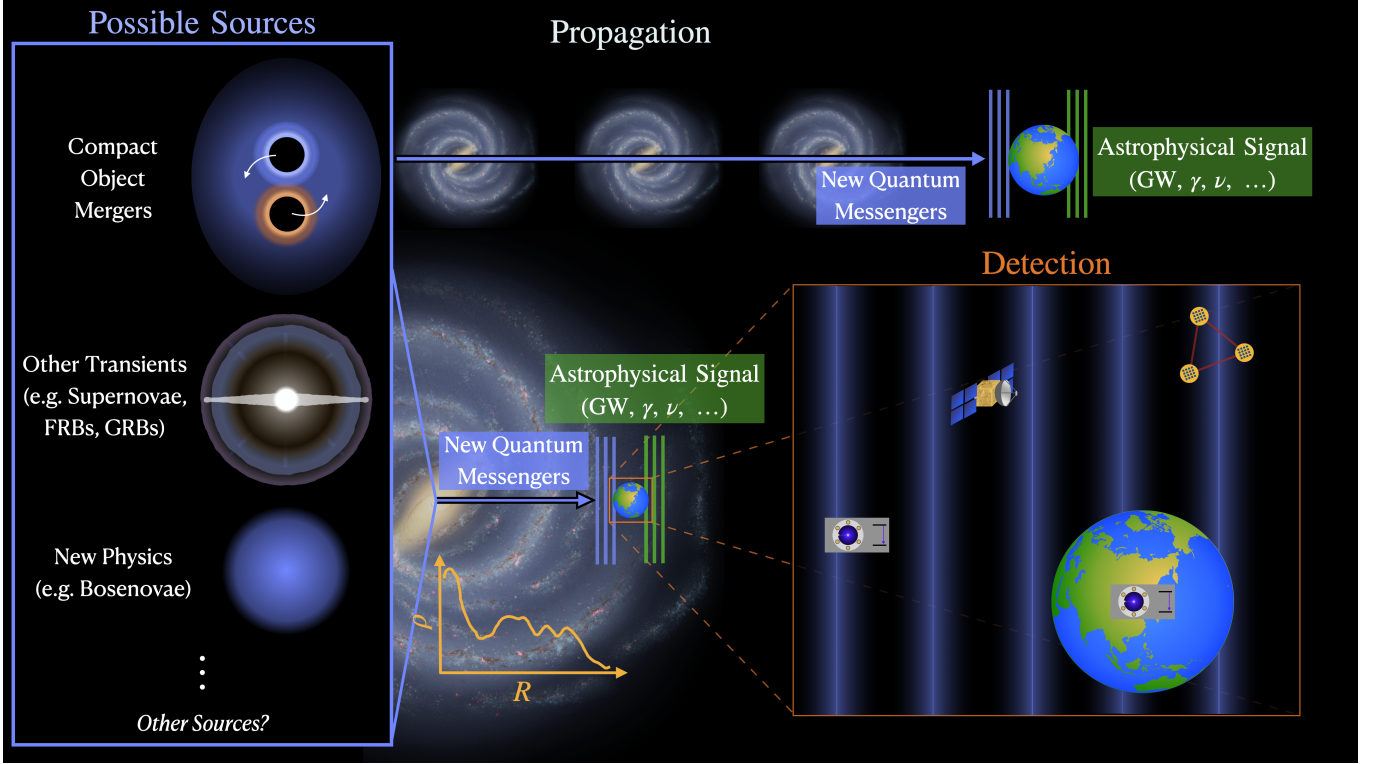 Possible Sources
Propagation
Compact
Object
Mergers
New Quantum
Messengers
Astrophysical Signal
(GW, γ, ν, …)
Detection
Other Transients
(e.g. Supernovae,
FRBs, GRBs)
Astrophysical Signal
(GW, γ, ν, …)
New Quantum
Messengers
New Physics
(e.g. Bosenovae)
ρ
R
Other Sources?